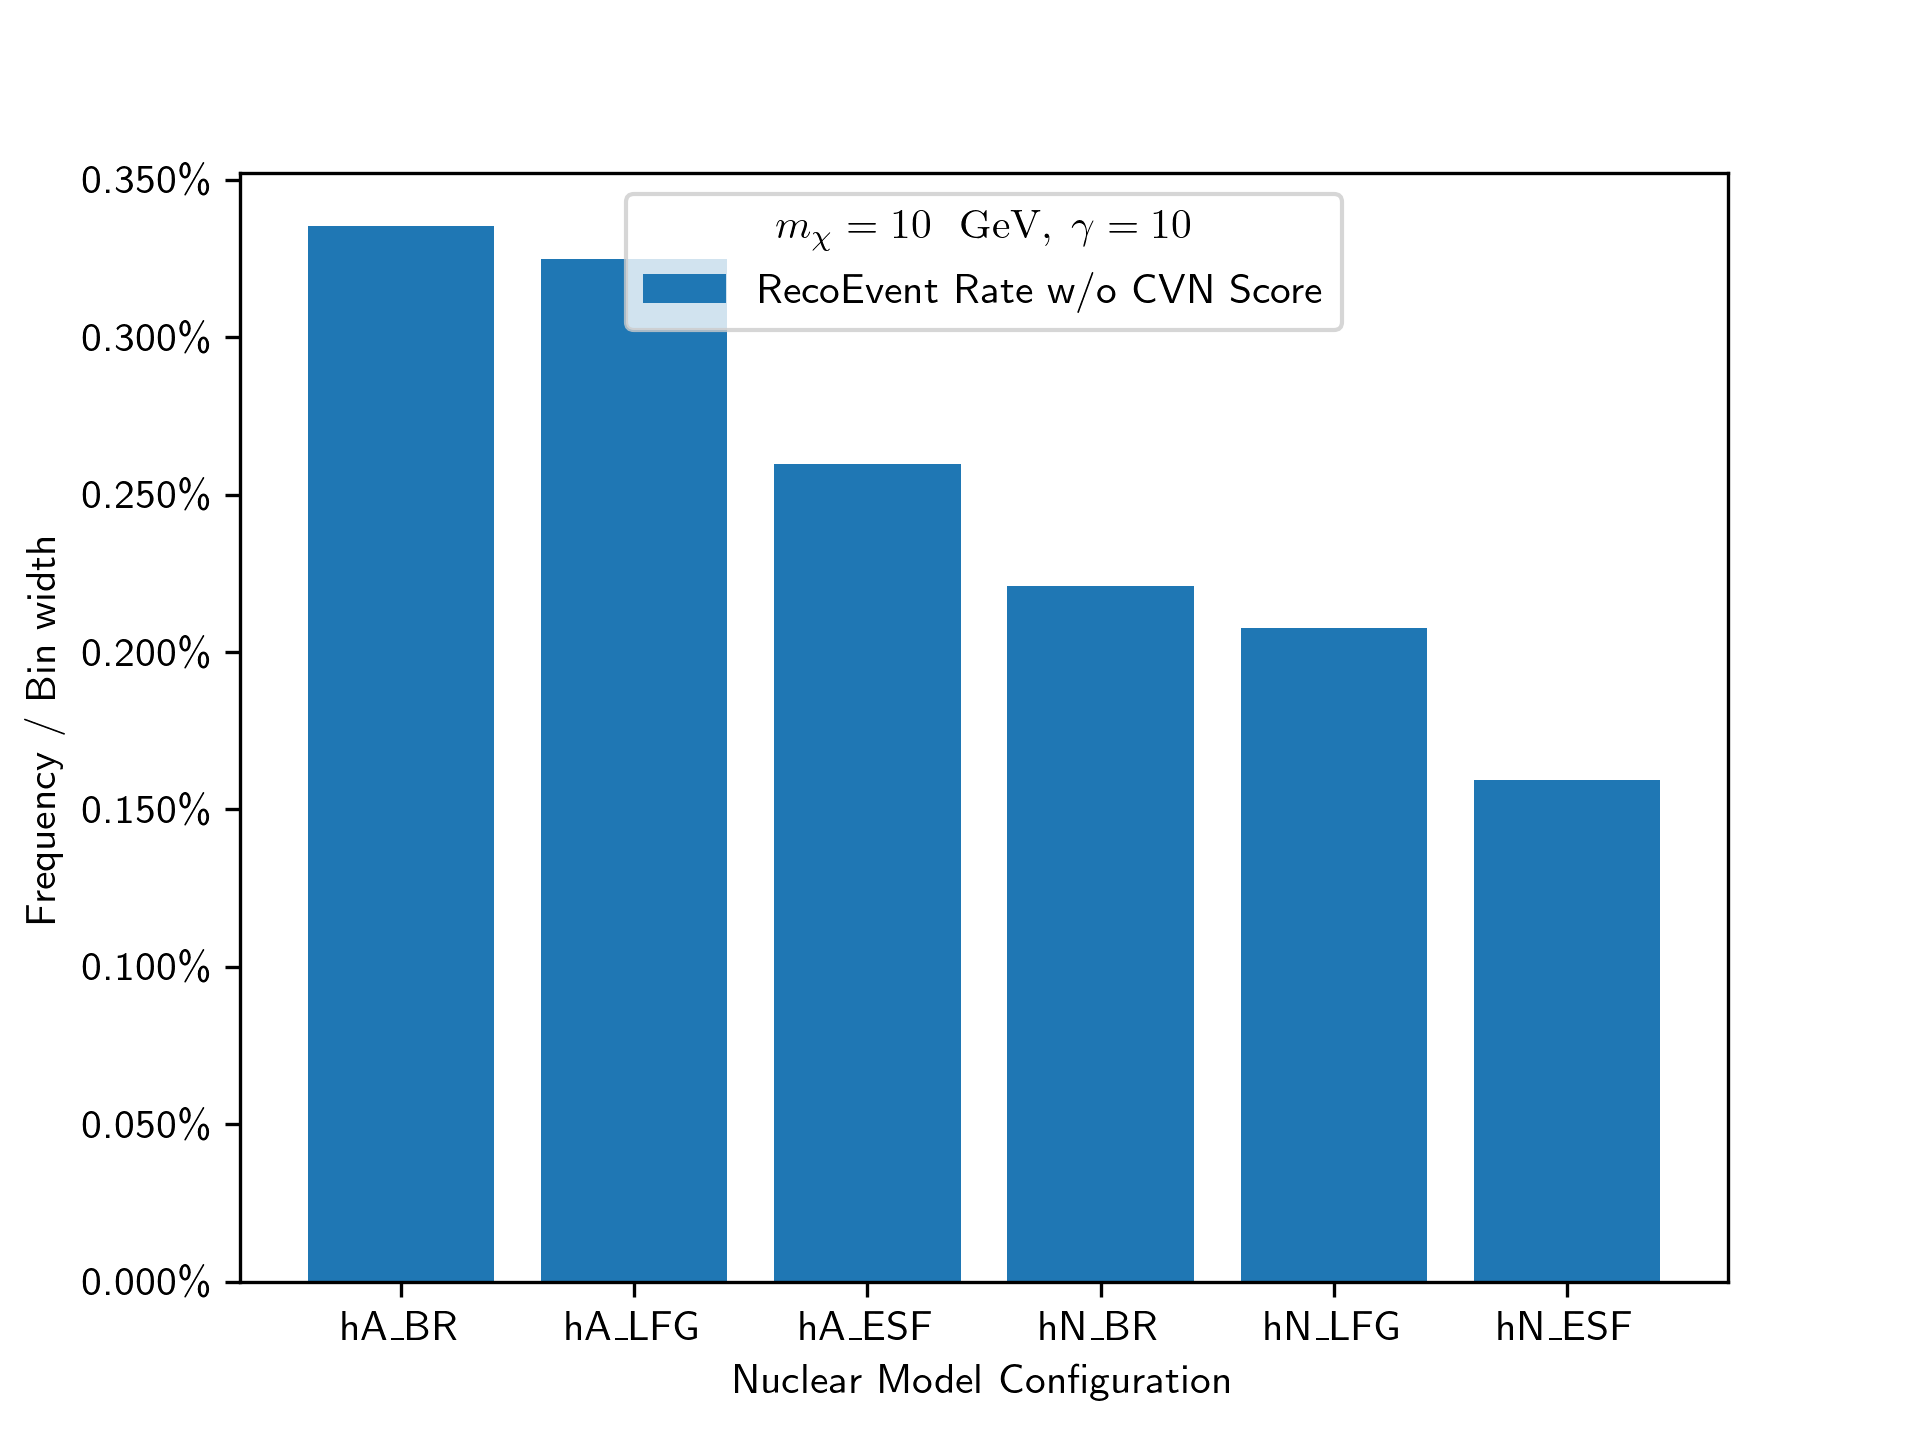 0.350%
0.300%
0.250%
0.200%
0.150%
0.100%
0.050%
0.000%
Frequency / Bin width
m_χ = 10 GeV, γ = 10
RecoEvent Rate w/o CVN Score
hA_BR hA_LFG hA_ESF hN_BR hN_LFG hN_ESF
Nuclear Model Configuration